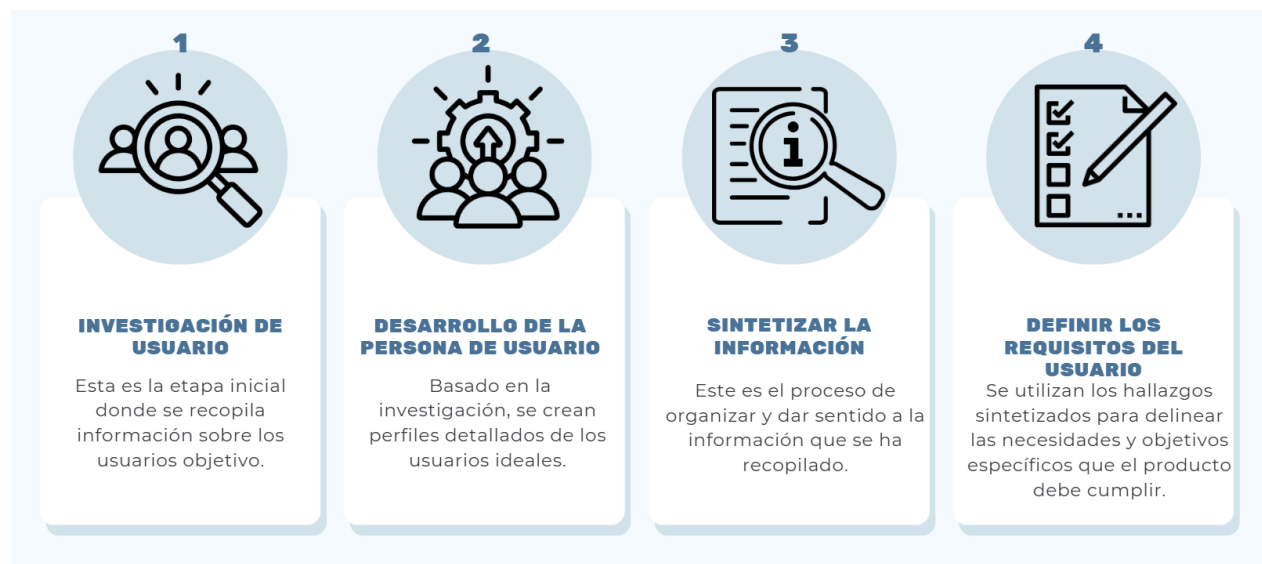 1
INVESTIGACIÓN DE
USUARIO
Esta es la etapa inicial
donde se recopila
información sobre los
usuarios objetivo.
2
DESARROLLO DE LA
PERSONA DE USUARIO
Basado en la
investigación, se crean
perfiles detallados de los
usuarios ideales.
3
SINTETIZAR LA
INFORMACIÓN
Este es el proceso de
organizar y dar sentido a la
información que se ha
recopilado.
4
DEFINIR LOS
REQUISITOS DEL
USUARIO
Se utilizan los hallazgos
sintetizados para delinear
las necesidades y objetivos
específicos que el producto
debe cumplir.